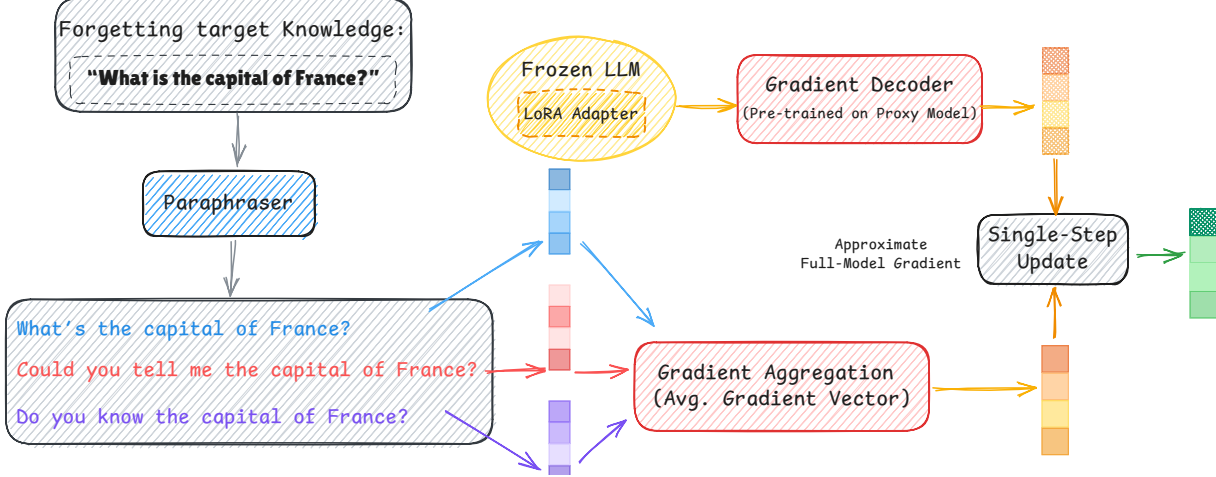 Forgetting target Knowledge:
“What is the capital of France?”
Paraphraser
What’s the capital of France?
Could you tell me the capital of France?
Do you know the capital of France?
Frozen LLM
LoRA Adapter
Gradient Decoder
(Pre-trained on Proxy Model)
Gradient Aggregation
(Avg. Gradient Vector)
Approximate
Full-Model Gradient
Single-Step
Update